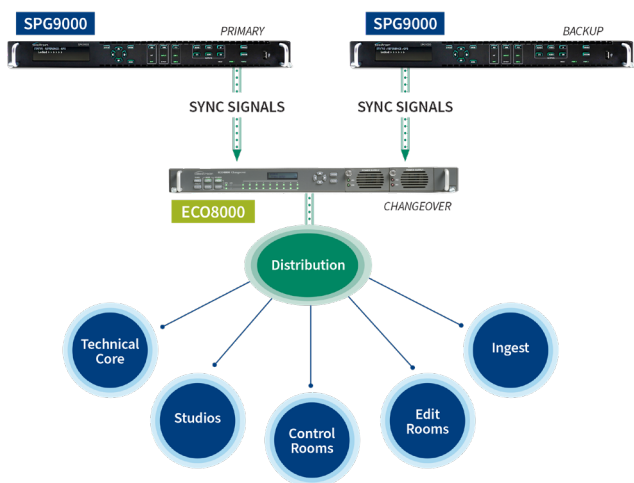 SPG9000
PRIMARY
SPG9000
BACKUP
SYNC SIGNALS
SYNC SIGNALS
ECO8000
CHANGEOVER
Distribution
Technical
Core
Studios
Control
Rooms
Edit
Rooms
Ingest